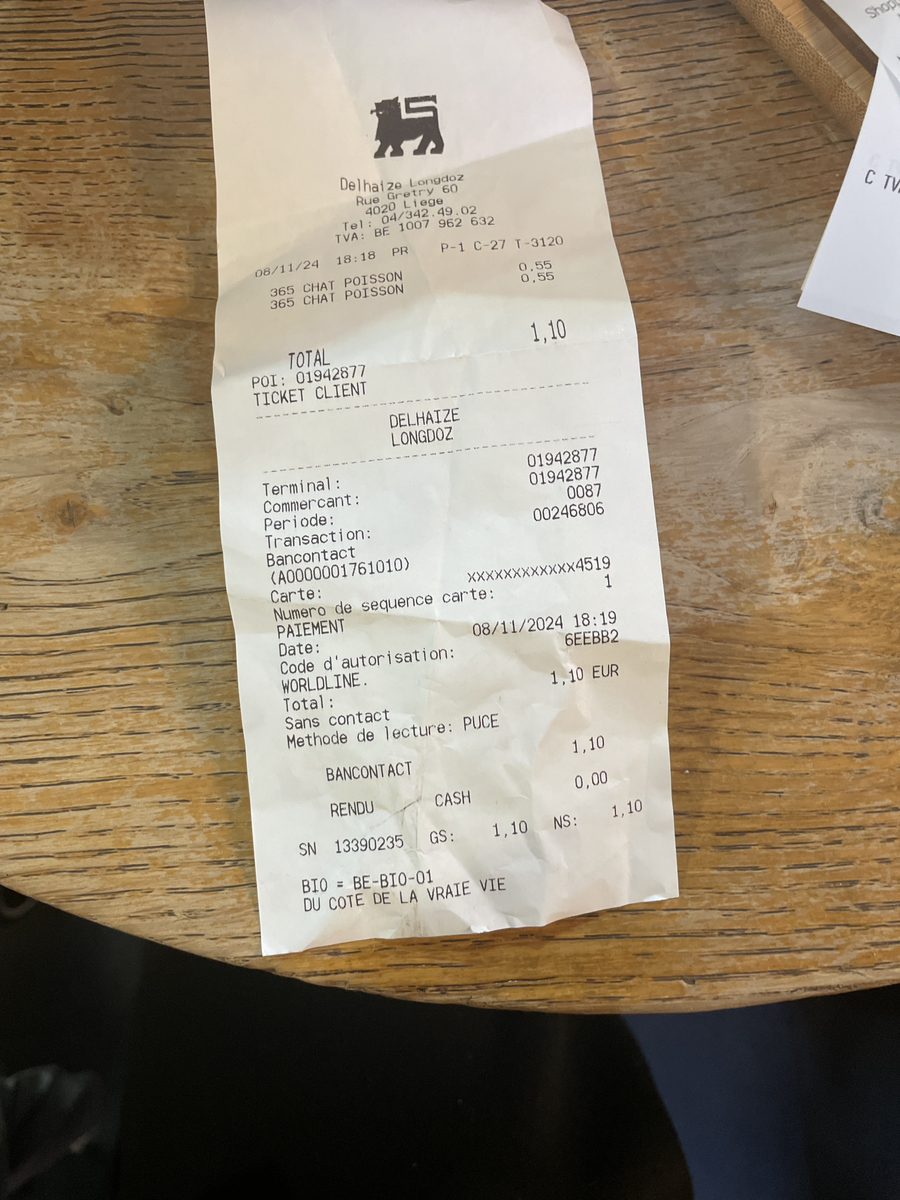 Delhaize Longdoz
Rue Gretry 60
4020 Liege
Tel: 04/342.49.02
TVA: BE 1007 962 632
08/11/24 18:18 PR P-1 C-27 T-3120
365 CHAT POISSON 0,55
365 CHAT POISSON 0,55
TOTAL 1,10
POI: 01942877
TICKET CLIENT
DELHAIZE
LONGDOZ
Terminal: 01942877
Commercant: 01942877
Periode: 0087
Transaction: 00246806
Bancontact
(A0000001761010)
Carte: xxxxxxxxxxxx4519
Numero de sequence carte: 1
PAIEMENT
Date: 08/11/2024 18:19
Code d'autorisation: 6EEBB2
WORLDLINE.
Total: 1,10 EUR
Sans contact
Methode de lecture: PUCE
BANCONTACT 1,10
RENDU CASH 0,00
SN 13390235 GS: 1,10 NS: 1,10
BIO = BE-BIO-01
DU COTE DE LA VRAIE VIE
C TV